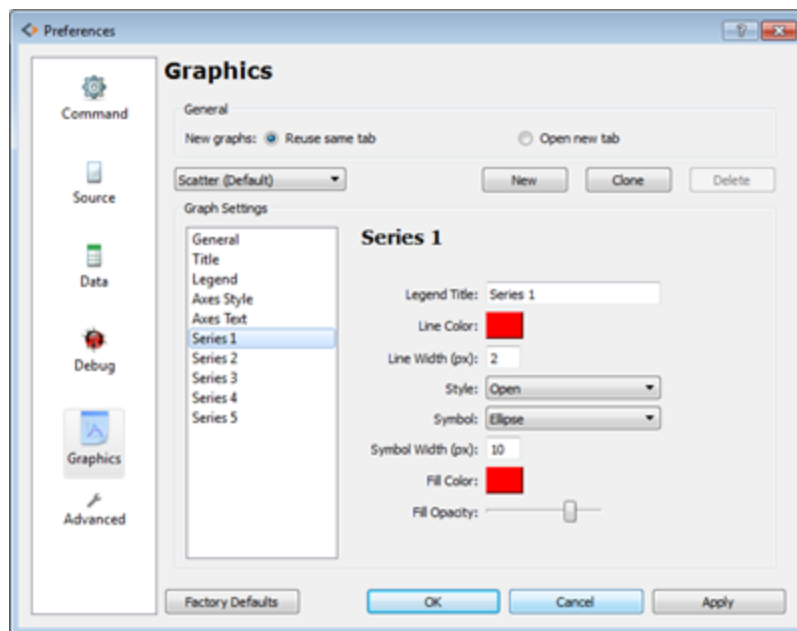 Preferences
Command
Source
Data
Debug
Graphics
Advanced
Graphics
General
New graphs: Reuse same tab Open new tab
Scatter (Default) New Clone Delete
Graph Settings
General
Title
Legend
Axes Style
Axes Text
Series 1
Series 2
Series 3
Series 4
Series 5
Series 1
Legend Title: Series 1
Line Color:
Line Width (px): 2
Style: Open
Symbol: Ellipse
Symbol Width (px): 10
Fill Color:
Fill Opacity:
Factory Defaults OK Cancel Apply